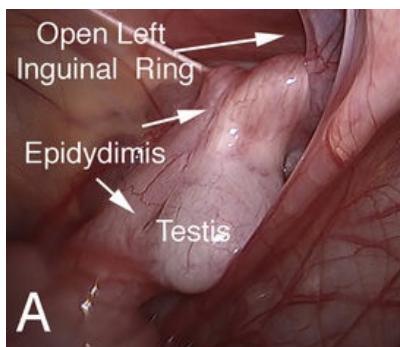 Open Left
Inguinal Ring
Epidydimis
Testis
A